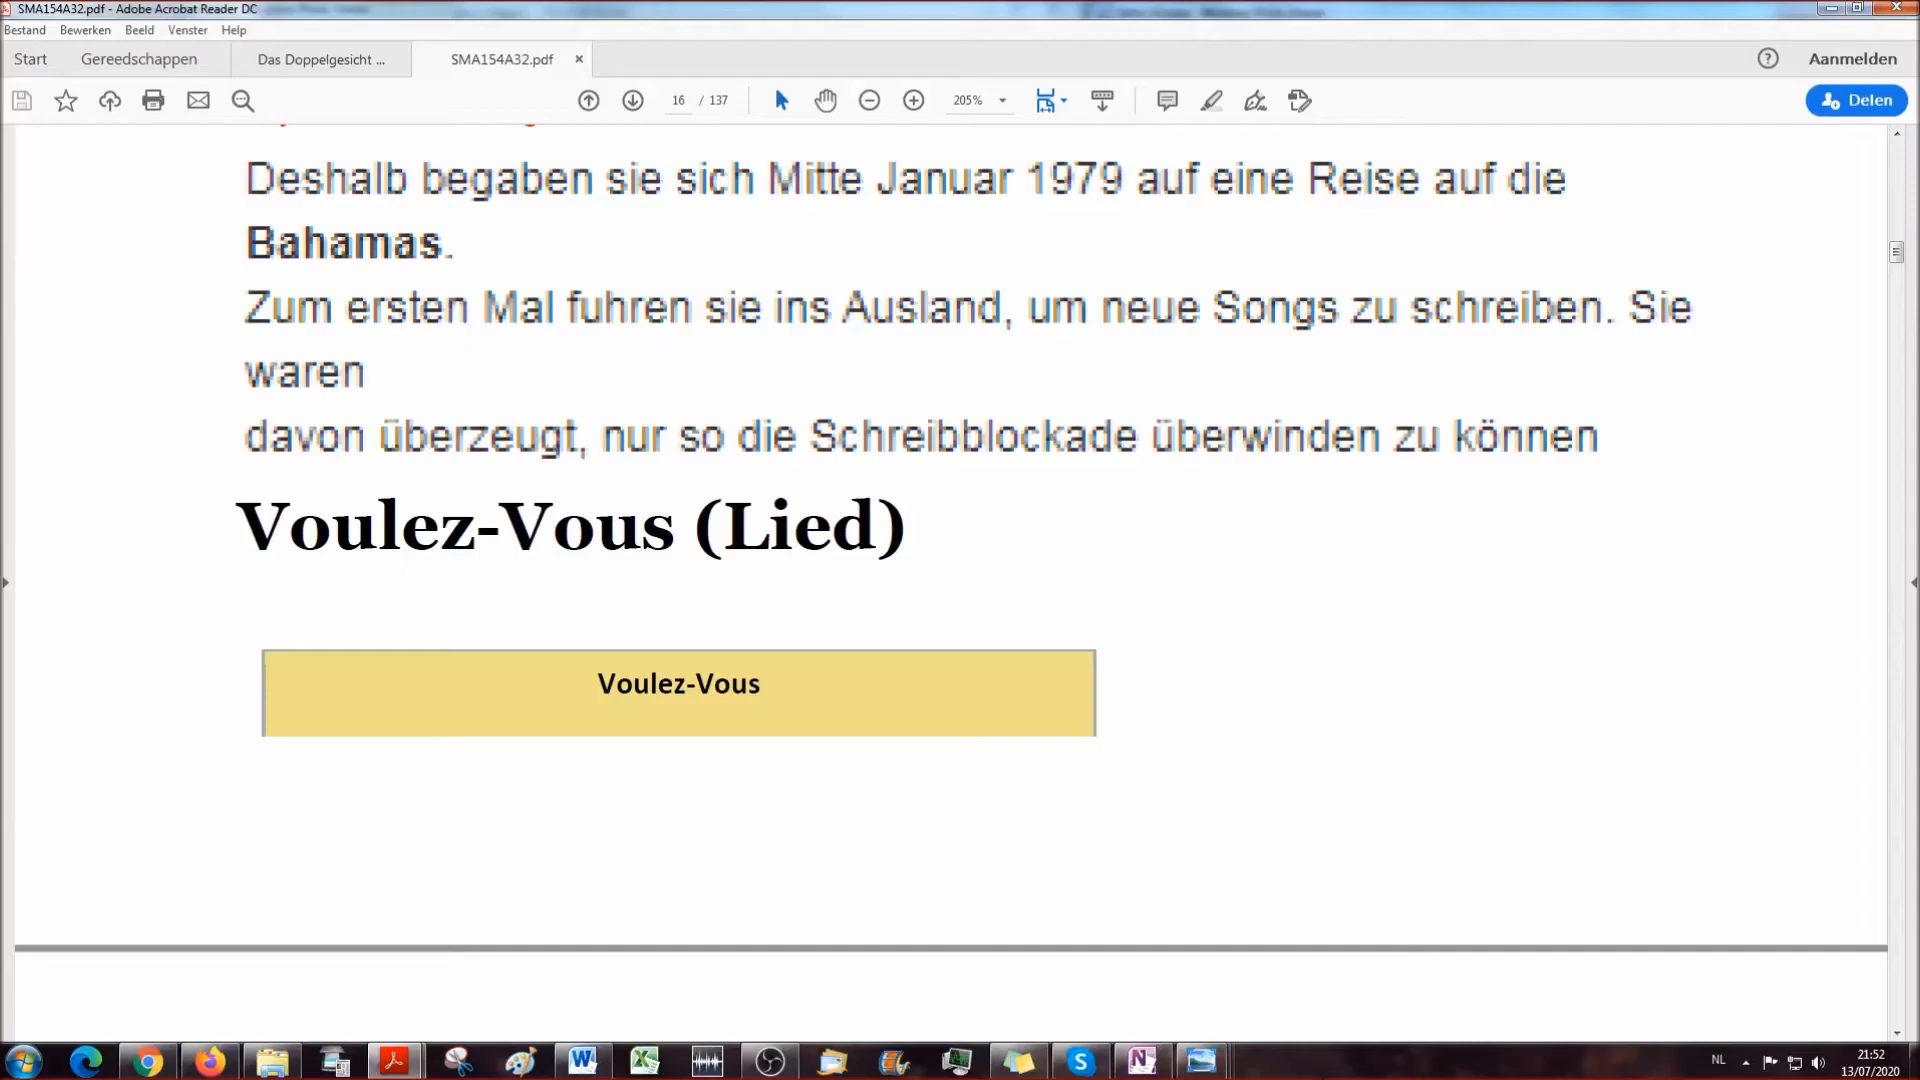 SMA154A32.pdf - Adobe Acrobat Reader DC
Bestand Bewerken Beeld Venster Help
Start Gereedschappen Das Doppelgesicht ... SMA154A32.pdf × ? Aanmelden
16 / 137 205% Delen
Deshalb begaben sie sich Mitte Januar 1979 auf eine Reise auf die
Bahamas.
Zum ersten Mal fuhren sie ins Ausland, um neue Songs zu schreiben. Sie
waren
davon überzeugt, nur so die Schreibblockade überwinden zu können
Voulez-Vous (Lied)
Voulez-Vous
NL 21:52
13/07/2020